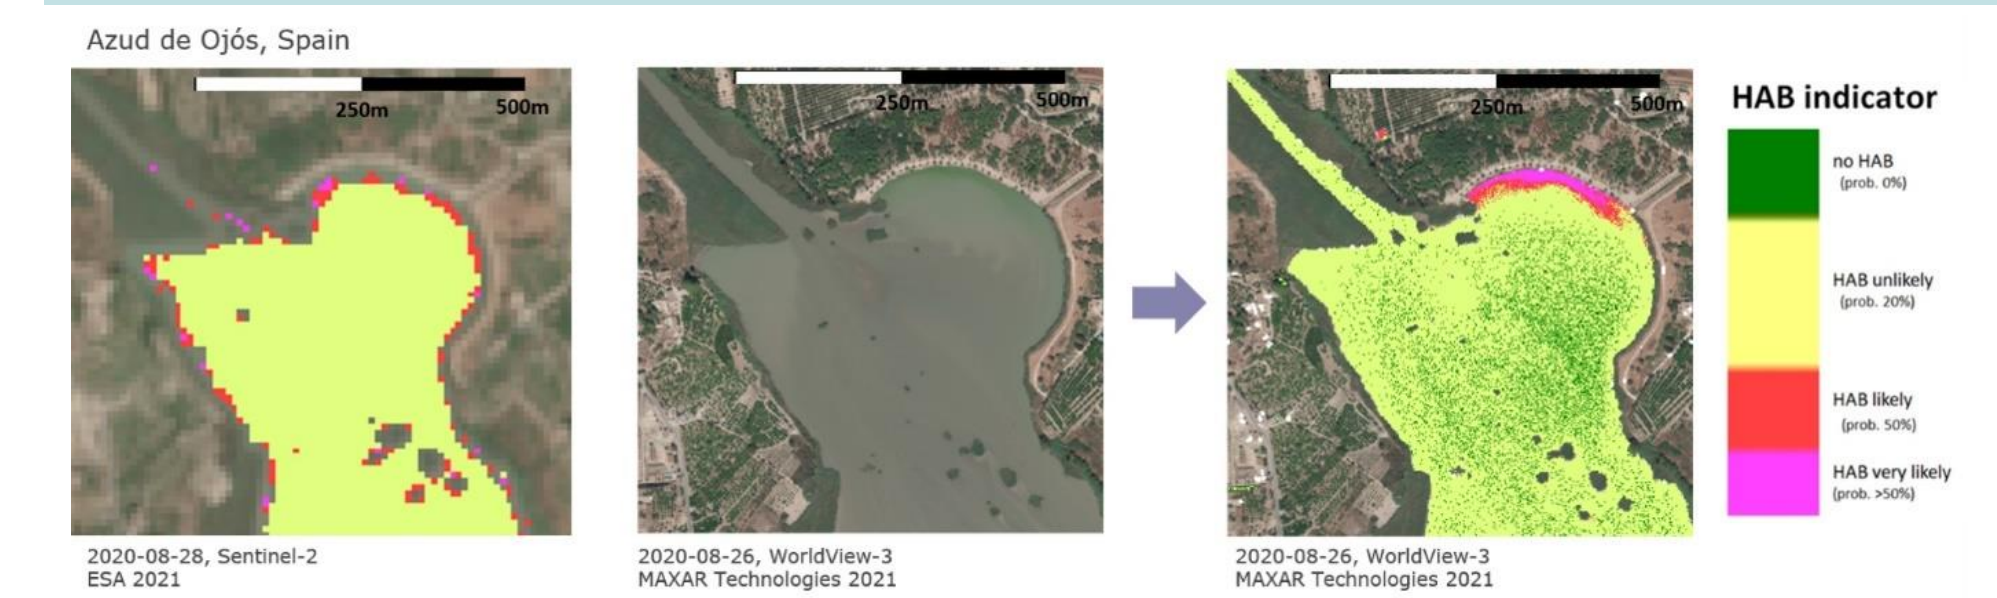 Azud de Ojós, Spain
250m
500m
250m
500m
250m
500m
2020-08-28, Sentinel-2
ESA 2021
2020-08-26, WorldView-3
MAXAR Technologies 2021
2020-08-26, WorldView-3
MAXAR Technologies 2021
HAB indicator
no HAB
(prob. 0%)
HAB unlikely
(prob. 20%)
HAB likely
(prob. 50%)
HAB very likely
(prob. >50%)